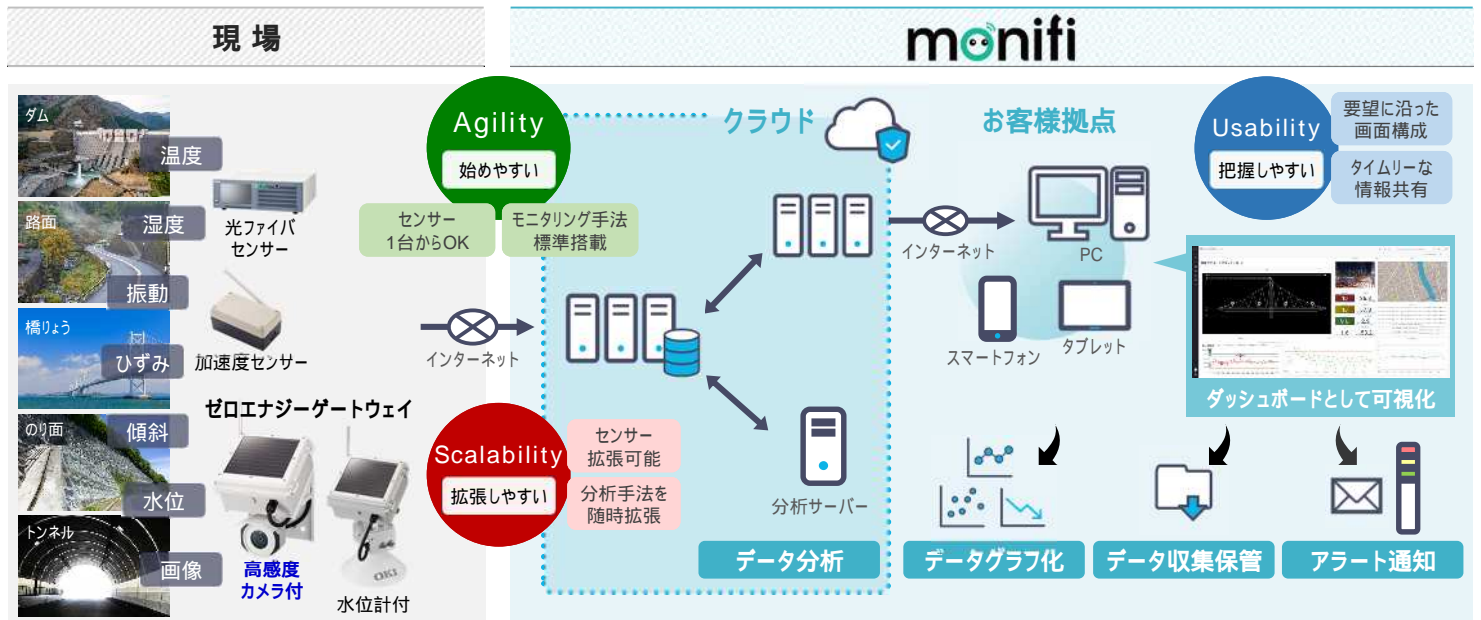 現場
monifi
ダム
温度
路面
湿度
振動
橋りょう
ひずみ
のり面
傾斜
水位
トンネル
画像
光ファイバ
センサー
加速度センサー
ゼロエナジーゲートウェイ
高感度
カメラ付
OKI
水位計付
Agility
始めやすい
センサー
1台からOK
モニタリング手法
標準搭載
インターネット
Scalability
拡張しやすい
センサー
拡張可能
分析手法を
随時拡張
クラウド
分析サーバー
データ分析
インターネット
お客様拠点
PC
スマートフォン
タブレット
Usability
把握しやすい
要望に沿った
画面構成
タイムリーな
情報共有
ダッシュボードとして可視化
データグラフ化
データ収集保管
アラート通知